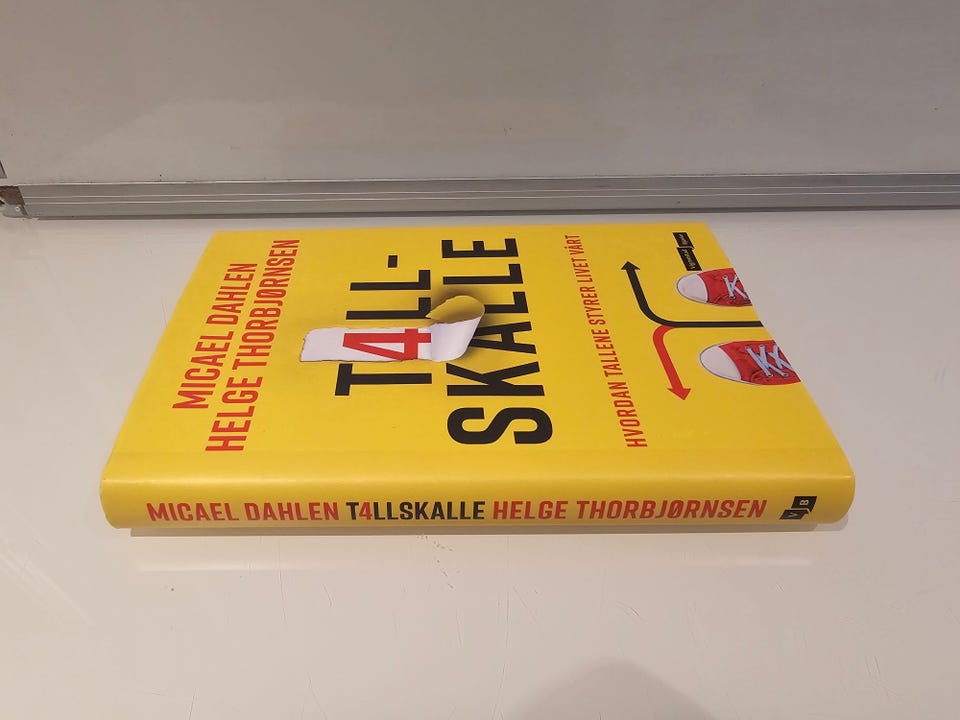 MICAEL DAHLEN
HELGE THORBJØRNSEN
T4LL-
SKALLE
HVORDAN TALLENE STYRER LIVET VÅRT
MICAEL DAHLEN T4LLSKALLE HELGE THORBJØRNSEN
V B